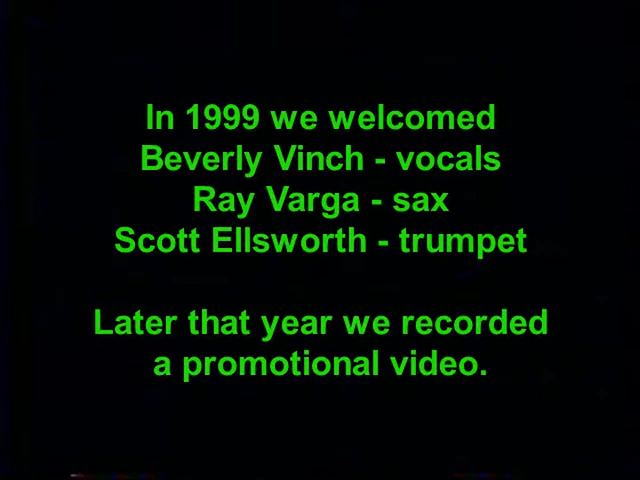 In 1999 we welcomed
Beverly Vinch - vocals
Ray Varga - sax
Scott Ellsworth - trumpet
Later that year we recorded
a promotional video.